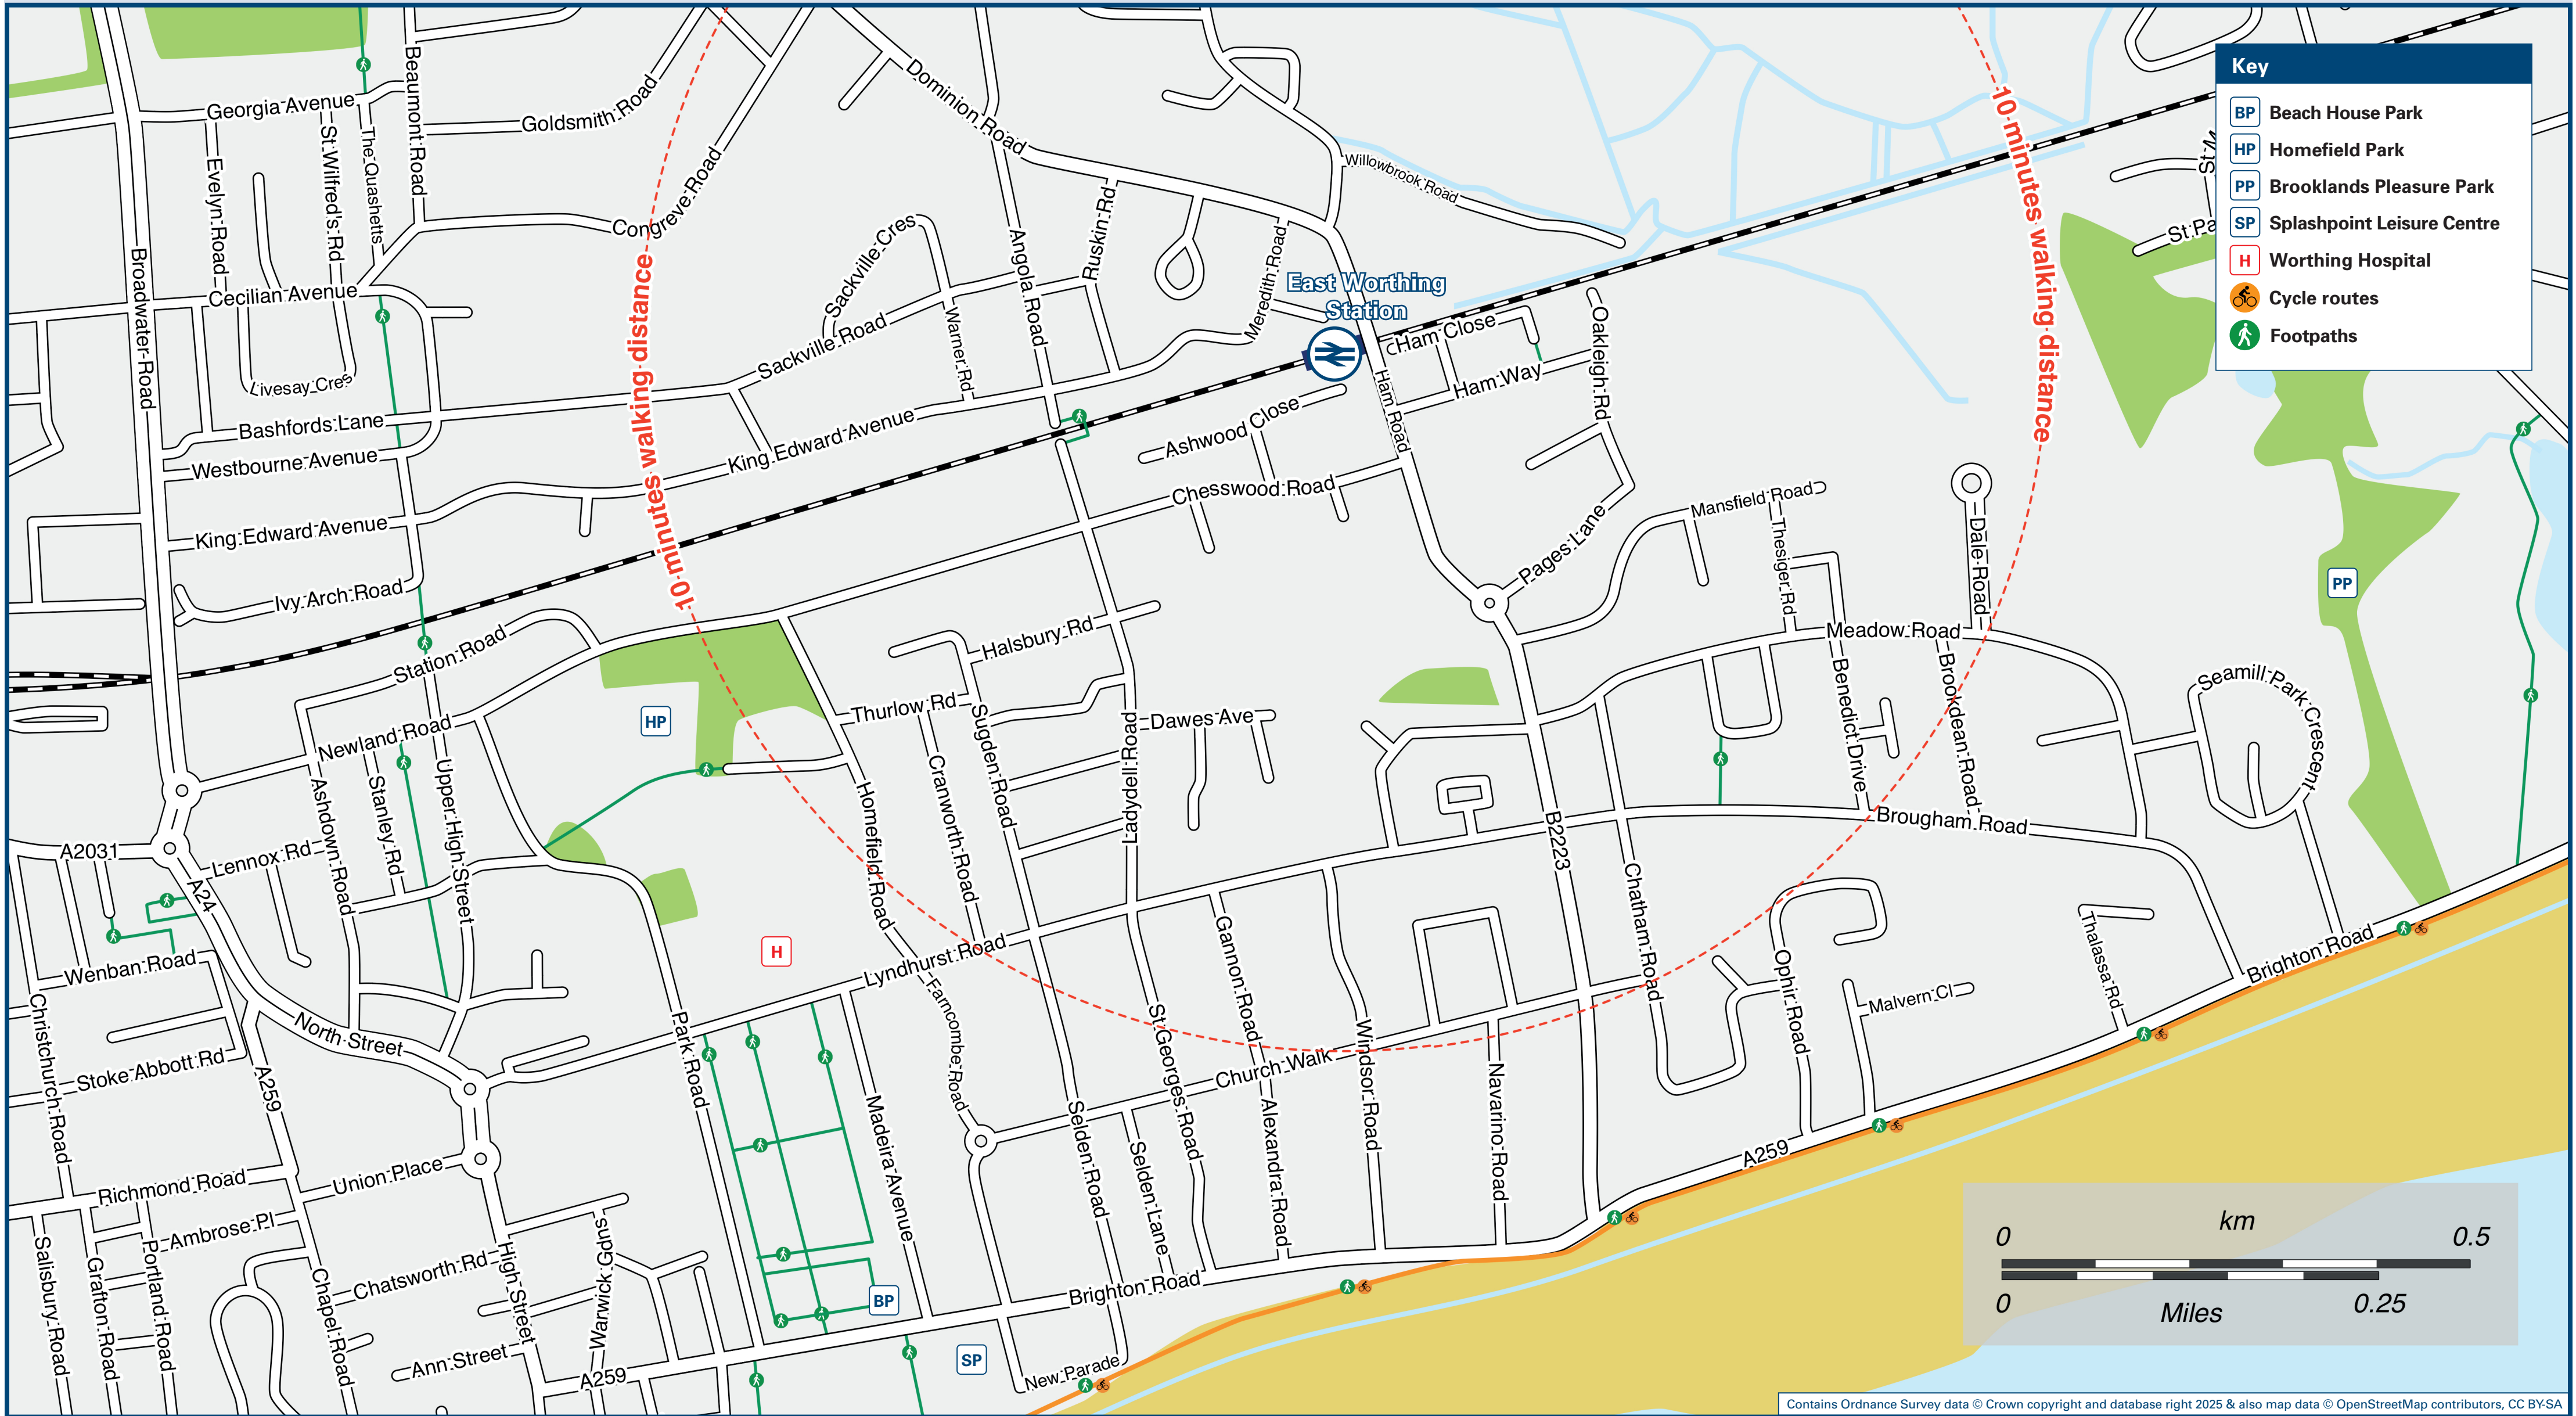 Key
BP Beach House Park
HP Homefield Park
PP Brooklands Pleasure Park
SP Splashpoint Leisure Centre
H Worthing Hospital
Cycle routes
Footpaths
Georgia Avenue
Beaumont Road
Goldsmith Road
Dominion Road
Evelyn Road
St Wilfred's Rd
The Quashetts
Congreve Road
Willowbrook Road
Broadwater Road
Cecilian Avenue
Sackville Cres
Angola Road
Ruskin Rd
Meredith Road
East Worthing
Station
10 minutes walking distance
10 minutes walking distance
St Pa
Livesay Cres
Sackville Road
Warner Rd
Ham Close
Ham Way
Oakleigh Rd
Ham Road
Bashfords Lane
Westbourne Avenue
King Edward Avenue
Ashwood Close
Chesswood Road
King Edward Avenue
Ivy Arch Road
Mansfield Road
Thesiger Rd
Dale Road
Pages Lane
PP
Station Road
Halsbury Rd
Meadow Road
Newland Road
HP
Thurlow Rd
Sugden Road
Dawes Ave
Ladydell Road
Benedict Drive
Brookdean Road
Seamill Park Crescent
Ashdown Road
Stanley Rd
Upper High Street
Homefield Road
Cranworth Road
B2223
Brougham Road
A2031
Lennox Rd
A24
Chatham Road
Wenban Road
H
Lyndhurst Road
Gannon Road
Ophir Road
Malvern Cl
Thalassa Rd
Brighton Road
Christchurch Road
North Street
Stoke Abbott Rd
A259
Park Road
Farncombe Road
St Georges Road
Church Walk
Windsor Road
Navarino Road
Madeira Avenue
Selden Road
Selden Lane
Alexandra Road
A259
Richmond Road
Union Place
Ambrose Pl
Salisbury Road
Grafton Road
Portland Road
Chapel Road
Chatsworth Rd
High Street
Warwick Gdns
Ann Street
A259
BP
SP
Brighton Road
New Parade
km
0 0.5
0 0.25
Miles
Contains Ordnance Survey data © Crown copyright and database right 2025 & also map data © OpenStreetMap contributors, CC BY-SA